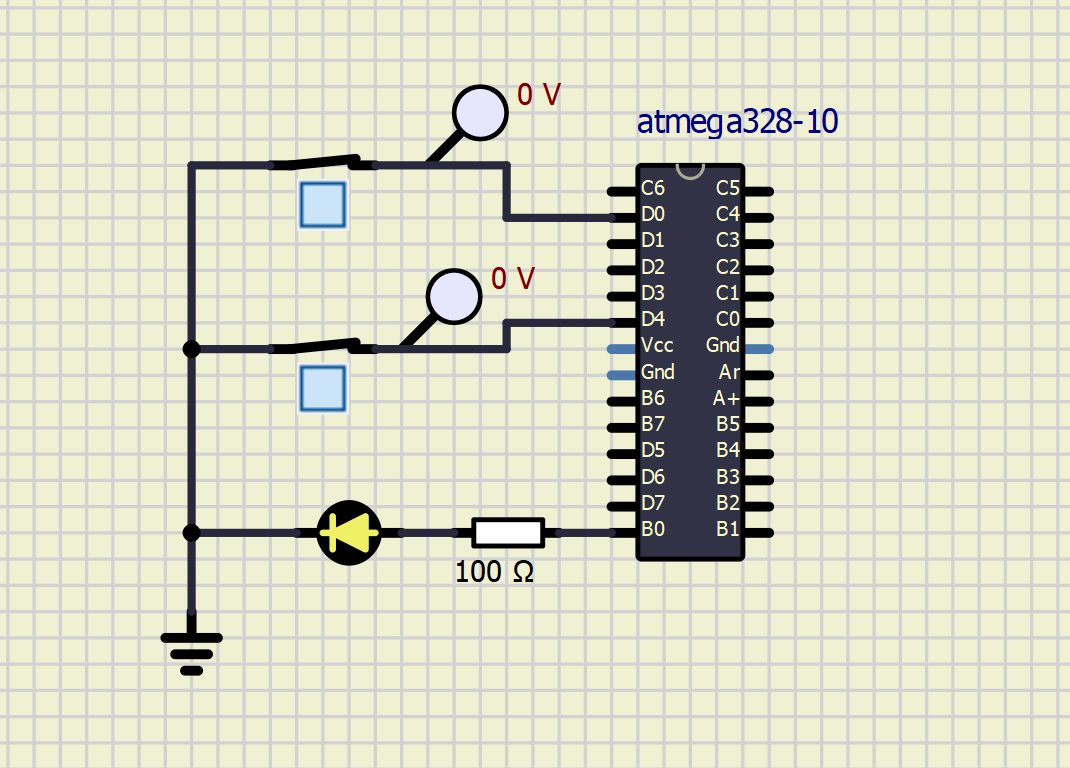 0 V
atmega328-10
0 V
100 Ω
C6 C5
D0 C4
D1 C3
D2 C2
D3 C1
D4 C0
Vcc Gnd
Gnd Ar
B6 A+
B7 B5
D5 B4
D6 B3
D7 B2
B0 B1